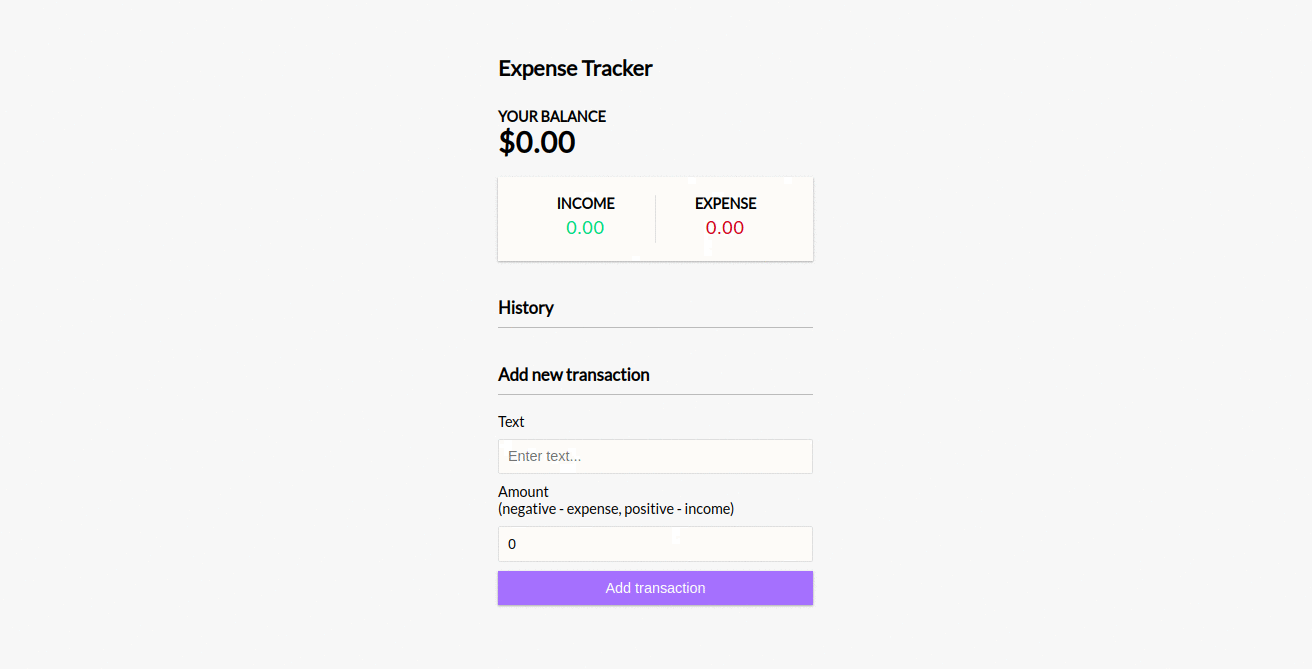 Expense Tracker
YOUR BALANCE
$0.00
INCOME EXPENSE
0.00 0.00
History
Add new transaction
Text
Enter text...
Amount
(negative - expense, positive - income)
0
Add transaction